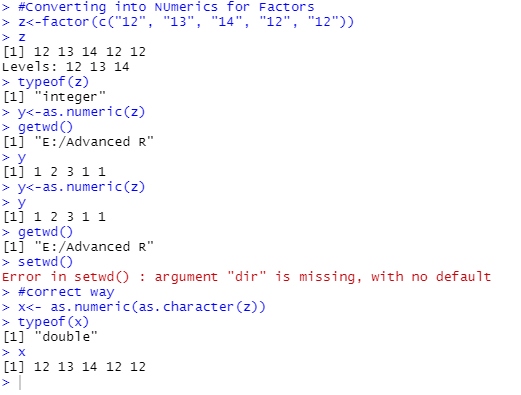 > #Converting into NUmerics for Factors
> z<-factor(c("12", "13", "14", "12", "12"))
> z
[1] 12 13 14 12 12
Levels: 12 13 14
> typeof(z)
[1] "integer"
> y<-as.numeric(z)
> getwd()
[1] "E:/Advanced R"
> y
[1] 1 2 3 1 1
> y<-as.numeric(z)
> y
[1] 1 2 3 1 1
> getwd()
[1] "E:/Advanced R"
> setwd()
Error in setwd() : argument "dir" is missing, with no default
> #correct way
> x<- as.numeric(as.character(z))
> typeof(x)
[1] "double"
> x
[1] 12 13 14 12 12
>